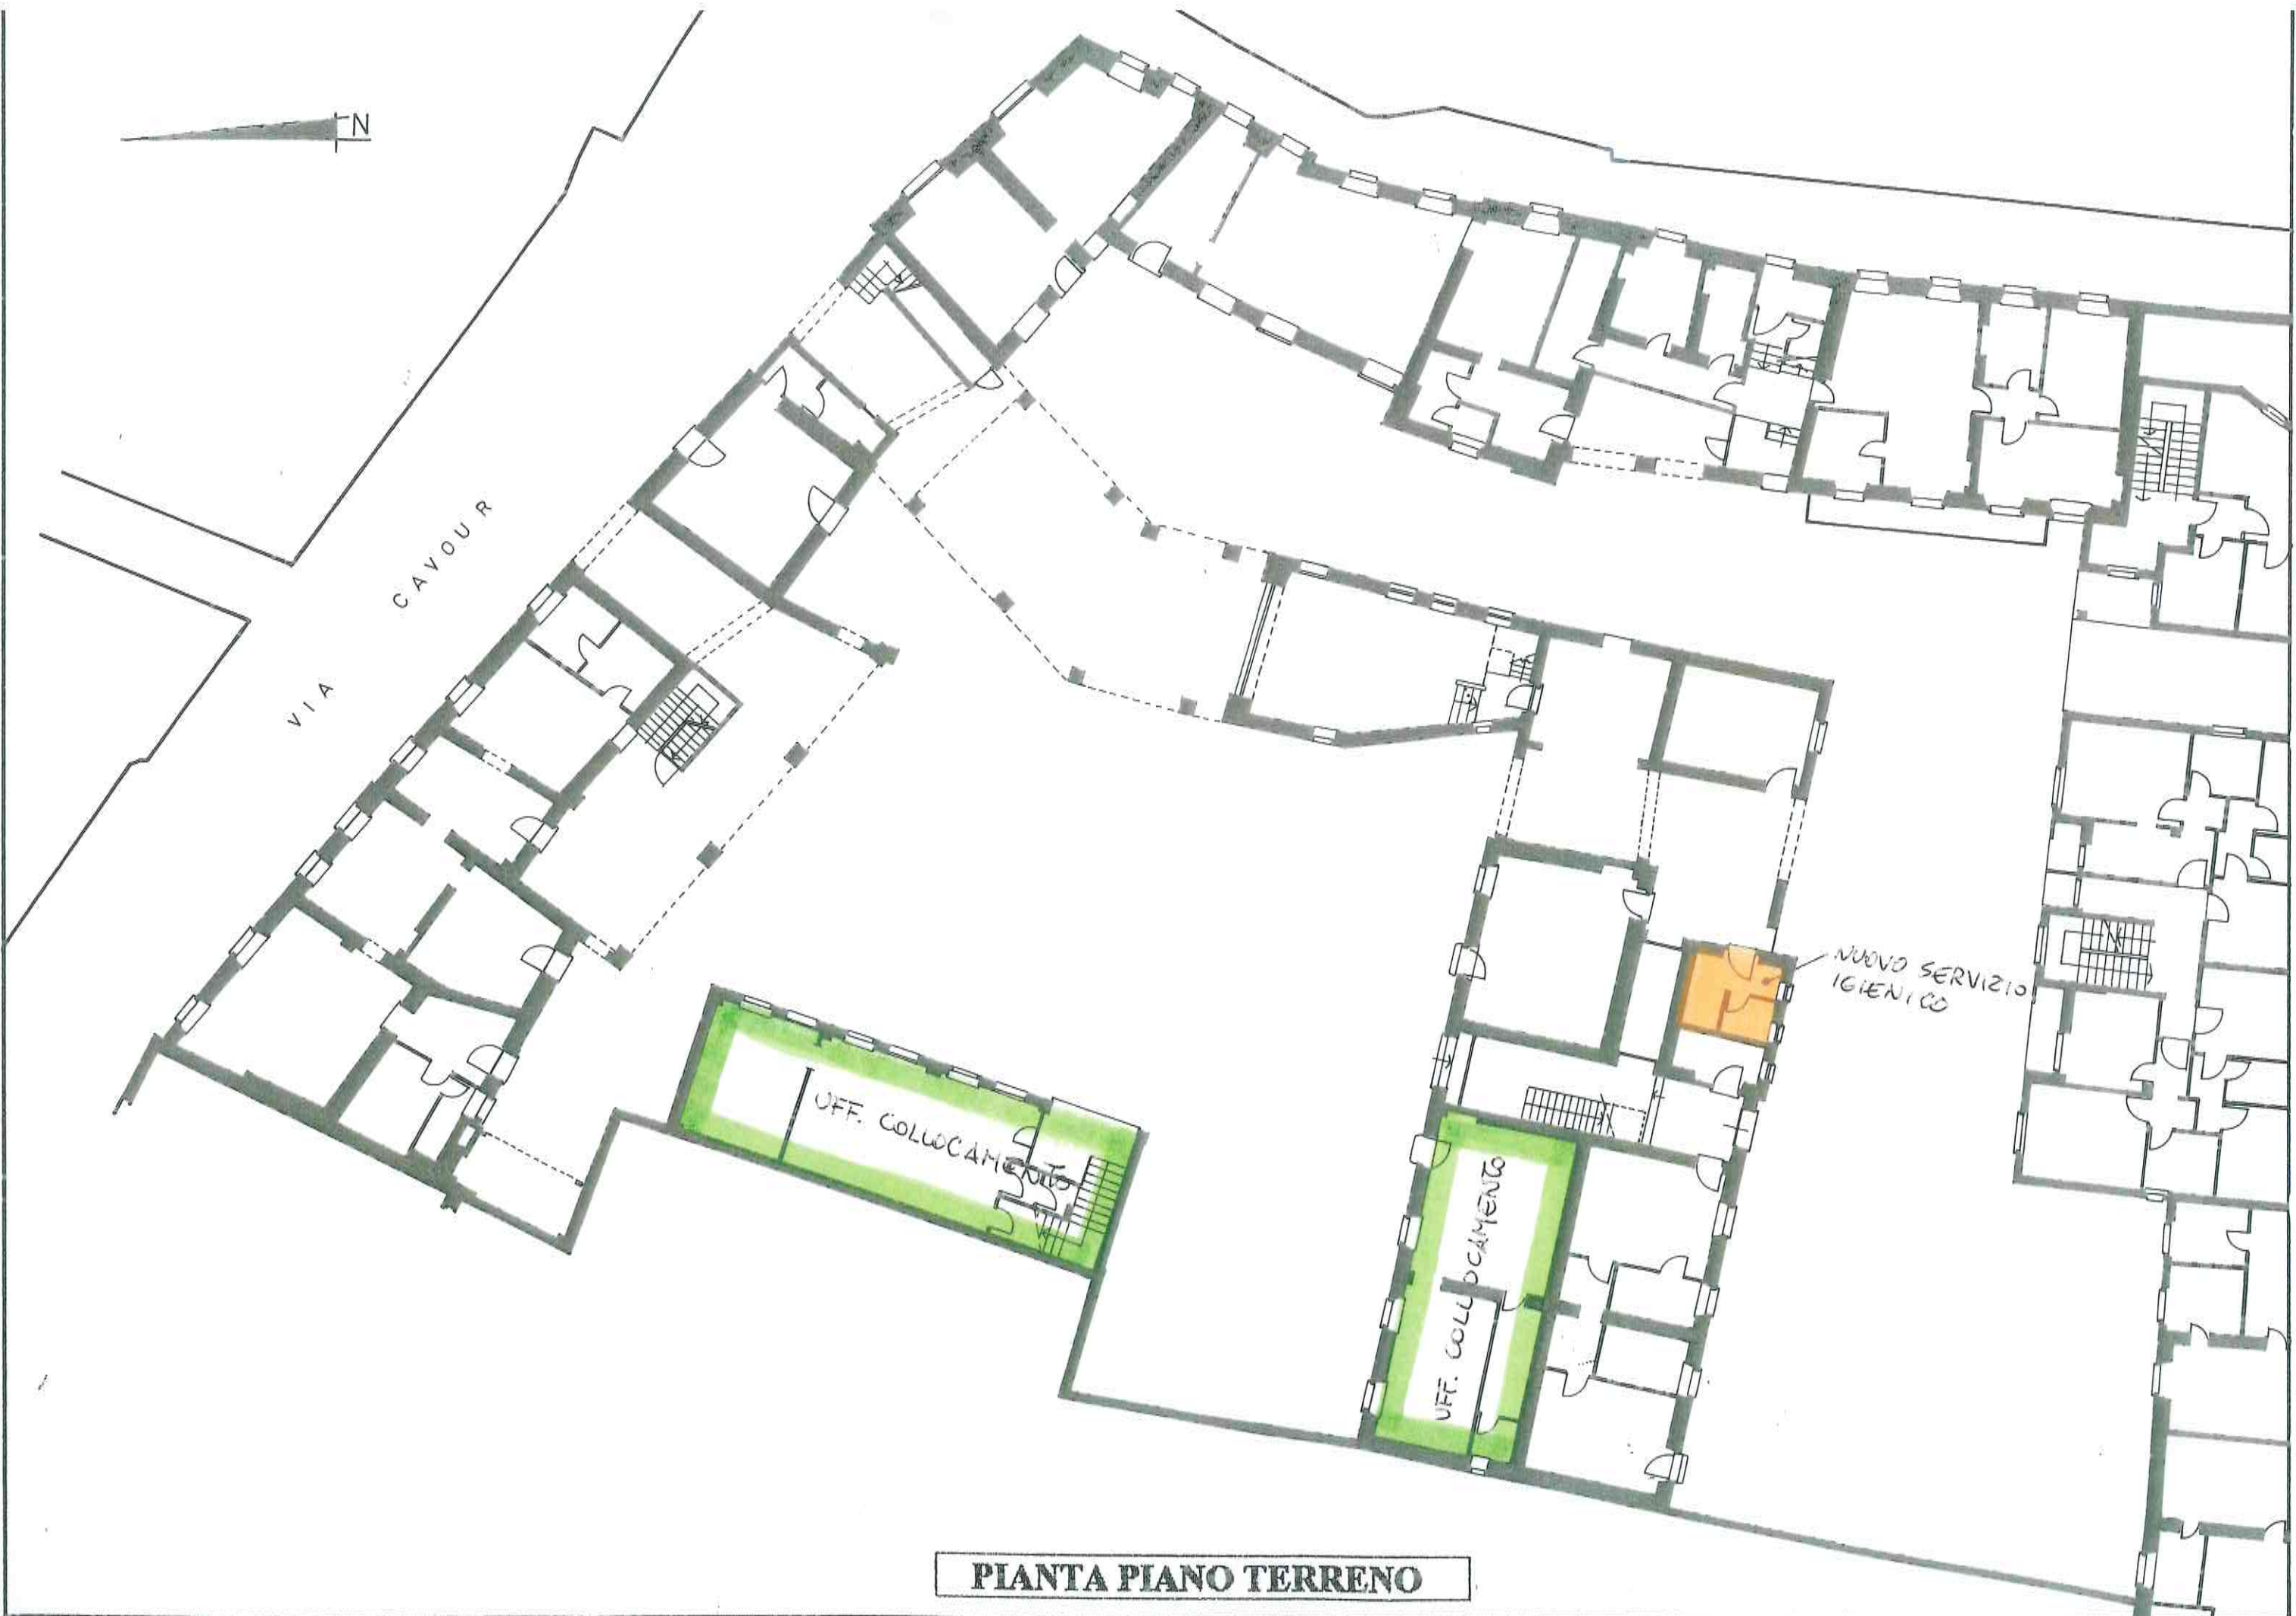 N
VIA CAVOUR
NUOVO SERVIZIO
IGIENICO
UFF. COLLOCAMENTO
UFF. COLLOCAMENTO
PIANTA PIANO TERRENO